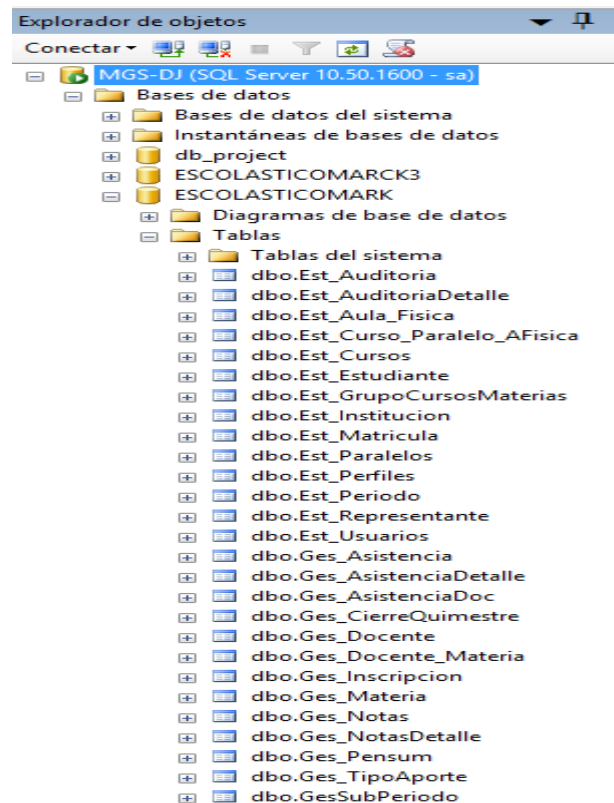 Explorador de objetos
Conectar
MGS-DJ (SQL Server 10.50.1600 - sa)
Bases de datos
Bases de datos del sistema
Instantáneas de bases de datos
db_project
ESCOLASTICOMARCK3
ESCOLASTICOMARK
Diagramas de base de datos
Tablas
Tablas del sistema
dbo.Est_Auditoria
dbo.Est_AuditoriaDetalle
dbo.Est_Aula_Fisica
dbo.Est_Curso_Paralelo_AFisica
dbo.Est_Cursos
dbo.Est_Estudiante
dbo.Est_GrupoCursosMaterias
dbo.Est_Institucion
dbo.Est_Matricula
dbo.Est_Paralelos
dbo.Est_Perfiles
dbo.Est_Periodo
dbo.Est_Representante
dbo.Est_Usuarios
dbo.Ges_Asistencia
dbo.Ges_AsistenciaDetalle
dbo.Ges_AsistenciaDoc
dbo.Ges_CierreQuimestre
dbo.Ges_Docente
dbo.Ges_Docente_Materia
dbo.Ges_Inscripcion
dbo.Ges_Materia
dbo.Ges_Notas
dbo.Ges_NotasDetalle
dbo.Ges_Pensum
dbo.Ges_TipoAporte
dbo.GesSubPeriodo